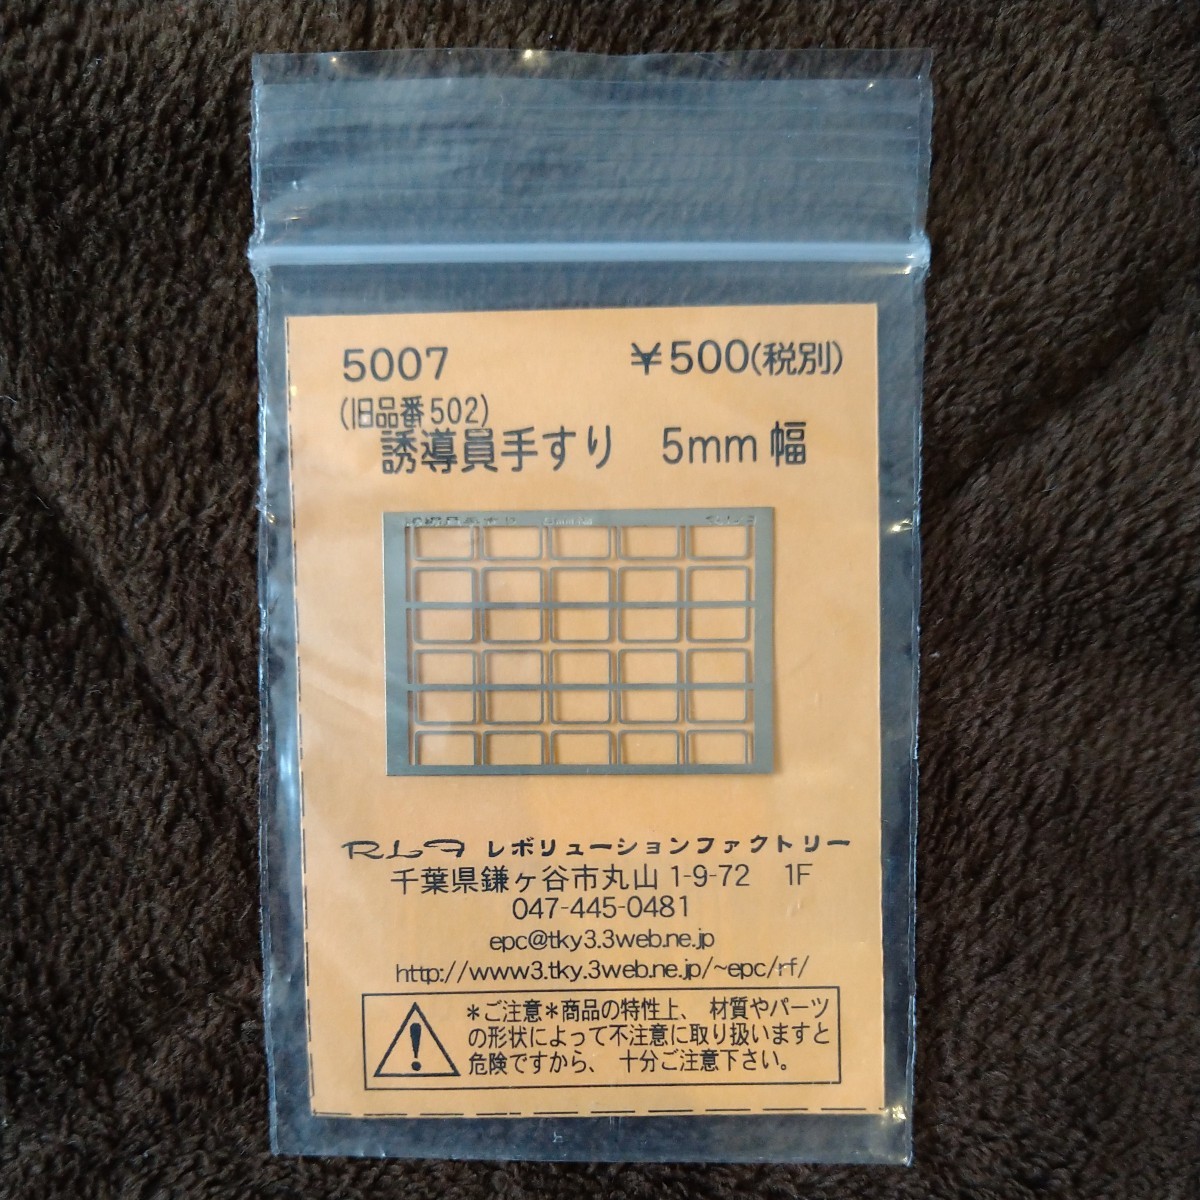 5007 ¥500(税別)
(旧品番502)
誘導員手すり 5mm幅
RLF レボリューションファクトリー
千葉県鎌ヶ谷市丸山 1-9-72 1F
047-445-0481
epc@tky3.3web.ne.jp
http://www3.tky.3web.ne.jp/~epc/rf/
*ご注意*商品の特性上、材質やパーツ
の形状によって不注意に取り扱いますと
危険ですから、十分ご注意下さい。